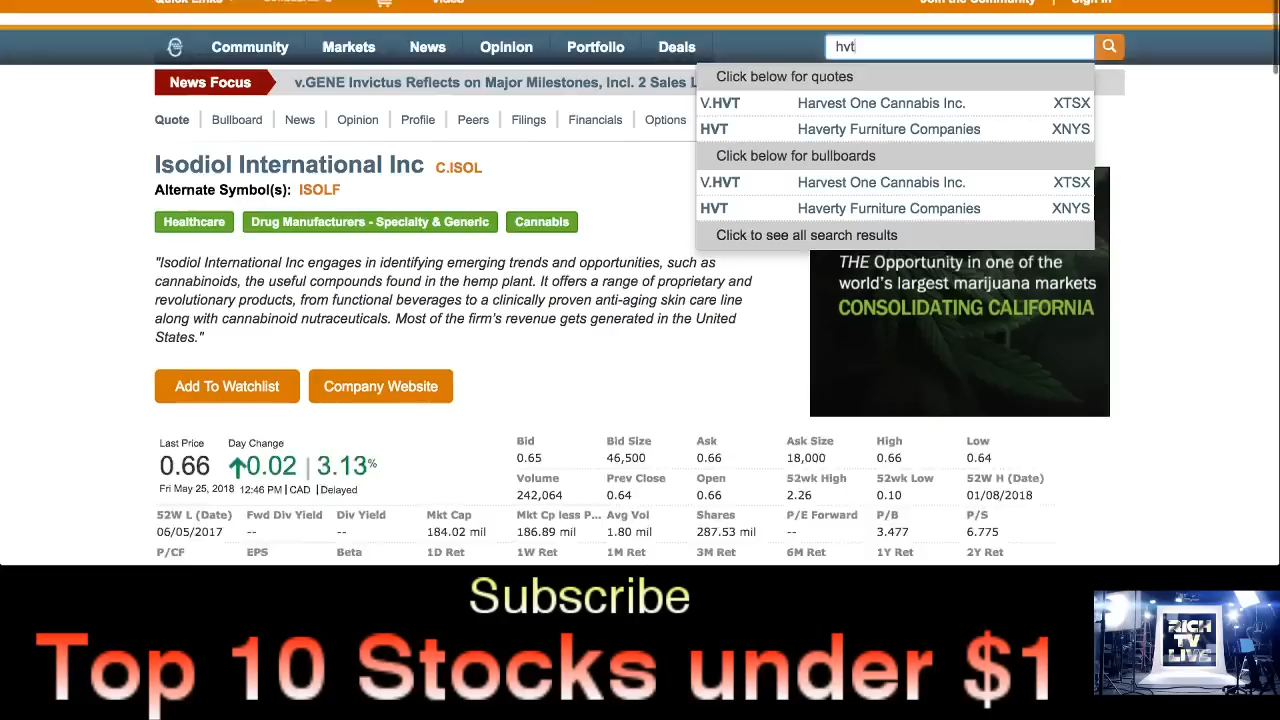 Video
Join the Community | Sign In
Community Markets News Opinion Portfolio Deals hvt
News Focus v.GENE Invictus Reflects on Major Milestones, Incl. 2 Sales L
Click below for quotes
V.HVT Harvest One Cannabis Inc. XTSX
HVT Haverty Furniture Companies XNYS
Click below for bullboards
V.HVT Harvest One Cannabis Inc. XTSX
HVT Haverty Furniture Companies XNYS
Click to see all search results
Quote | Bullboard | News | Opinion | Profile | Peers | Filings | Financials | Options
Isodiol International Inc C.ISOL
Alternate Symbol(s): ISOLF
Healthcare Drug Manufacturers - Specialty & Generic Cannabis
"Isodiol International Inc engages in identifying emerging trends and opportunities, such as
cannabinoids, the useful compounds found in the hemp plant. It offers a range of proprietary and
revolutionary products, from functional beverages to a clinically proven anti-aging skin care line
along with cannabinoid nutraceuticals. Most of the firm's revenue gets generated in the United
States."
THE Opportunity in one of the
world's largest marijuana markets
CONSOLIDATING CALIFORNIA
Add To Watchlist Company Website
Last Price Day Change
0.66 0.02 | 3.13%
Fri May 25, 2018 12:46 PM | CAD | Delayed
Bid Bid Size Ask Ask Size High Low
0.65 46,500 0.66 18,000 0.66 0.64
Volume Prev Close Open 52wk High 52wk Low 52W H (Date)
242,064 0.64 0.66 2.26 0.10 01/08/2018
52W L (Date) Fwd Div Yield Div Yield Mkt Cap Mkt Cp less P... Avg Vol Shares P/E Forward P/B P/S
06/05/2017 -- -- 184.02 mil 186.89 mil 1.80 mil 287.53 mil -- 3.477 6.775
P/CF EPS Beta 1D Ret 1W Ret 1M Ret 3M Ret 6M Ret 1Y Ret 2Y Ret
Subscribe
Top 10 Stocks under $1
RICH
TV
LIVE